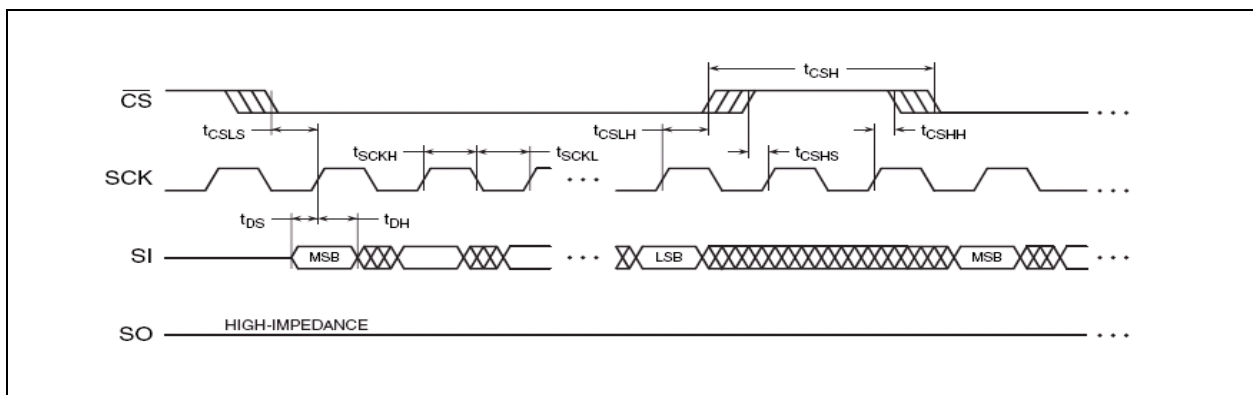 tCSH
CS
tCSLS
tCSLH
tCSHH
tSCKH
tSCKL
tCSHS
SCK
· · ·
tDS
tDH
SI
MSB
· · ·
LSB
MSB
· · ·
HIGH-IMPEDANCE
SO
· · ·